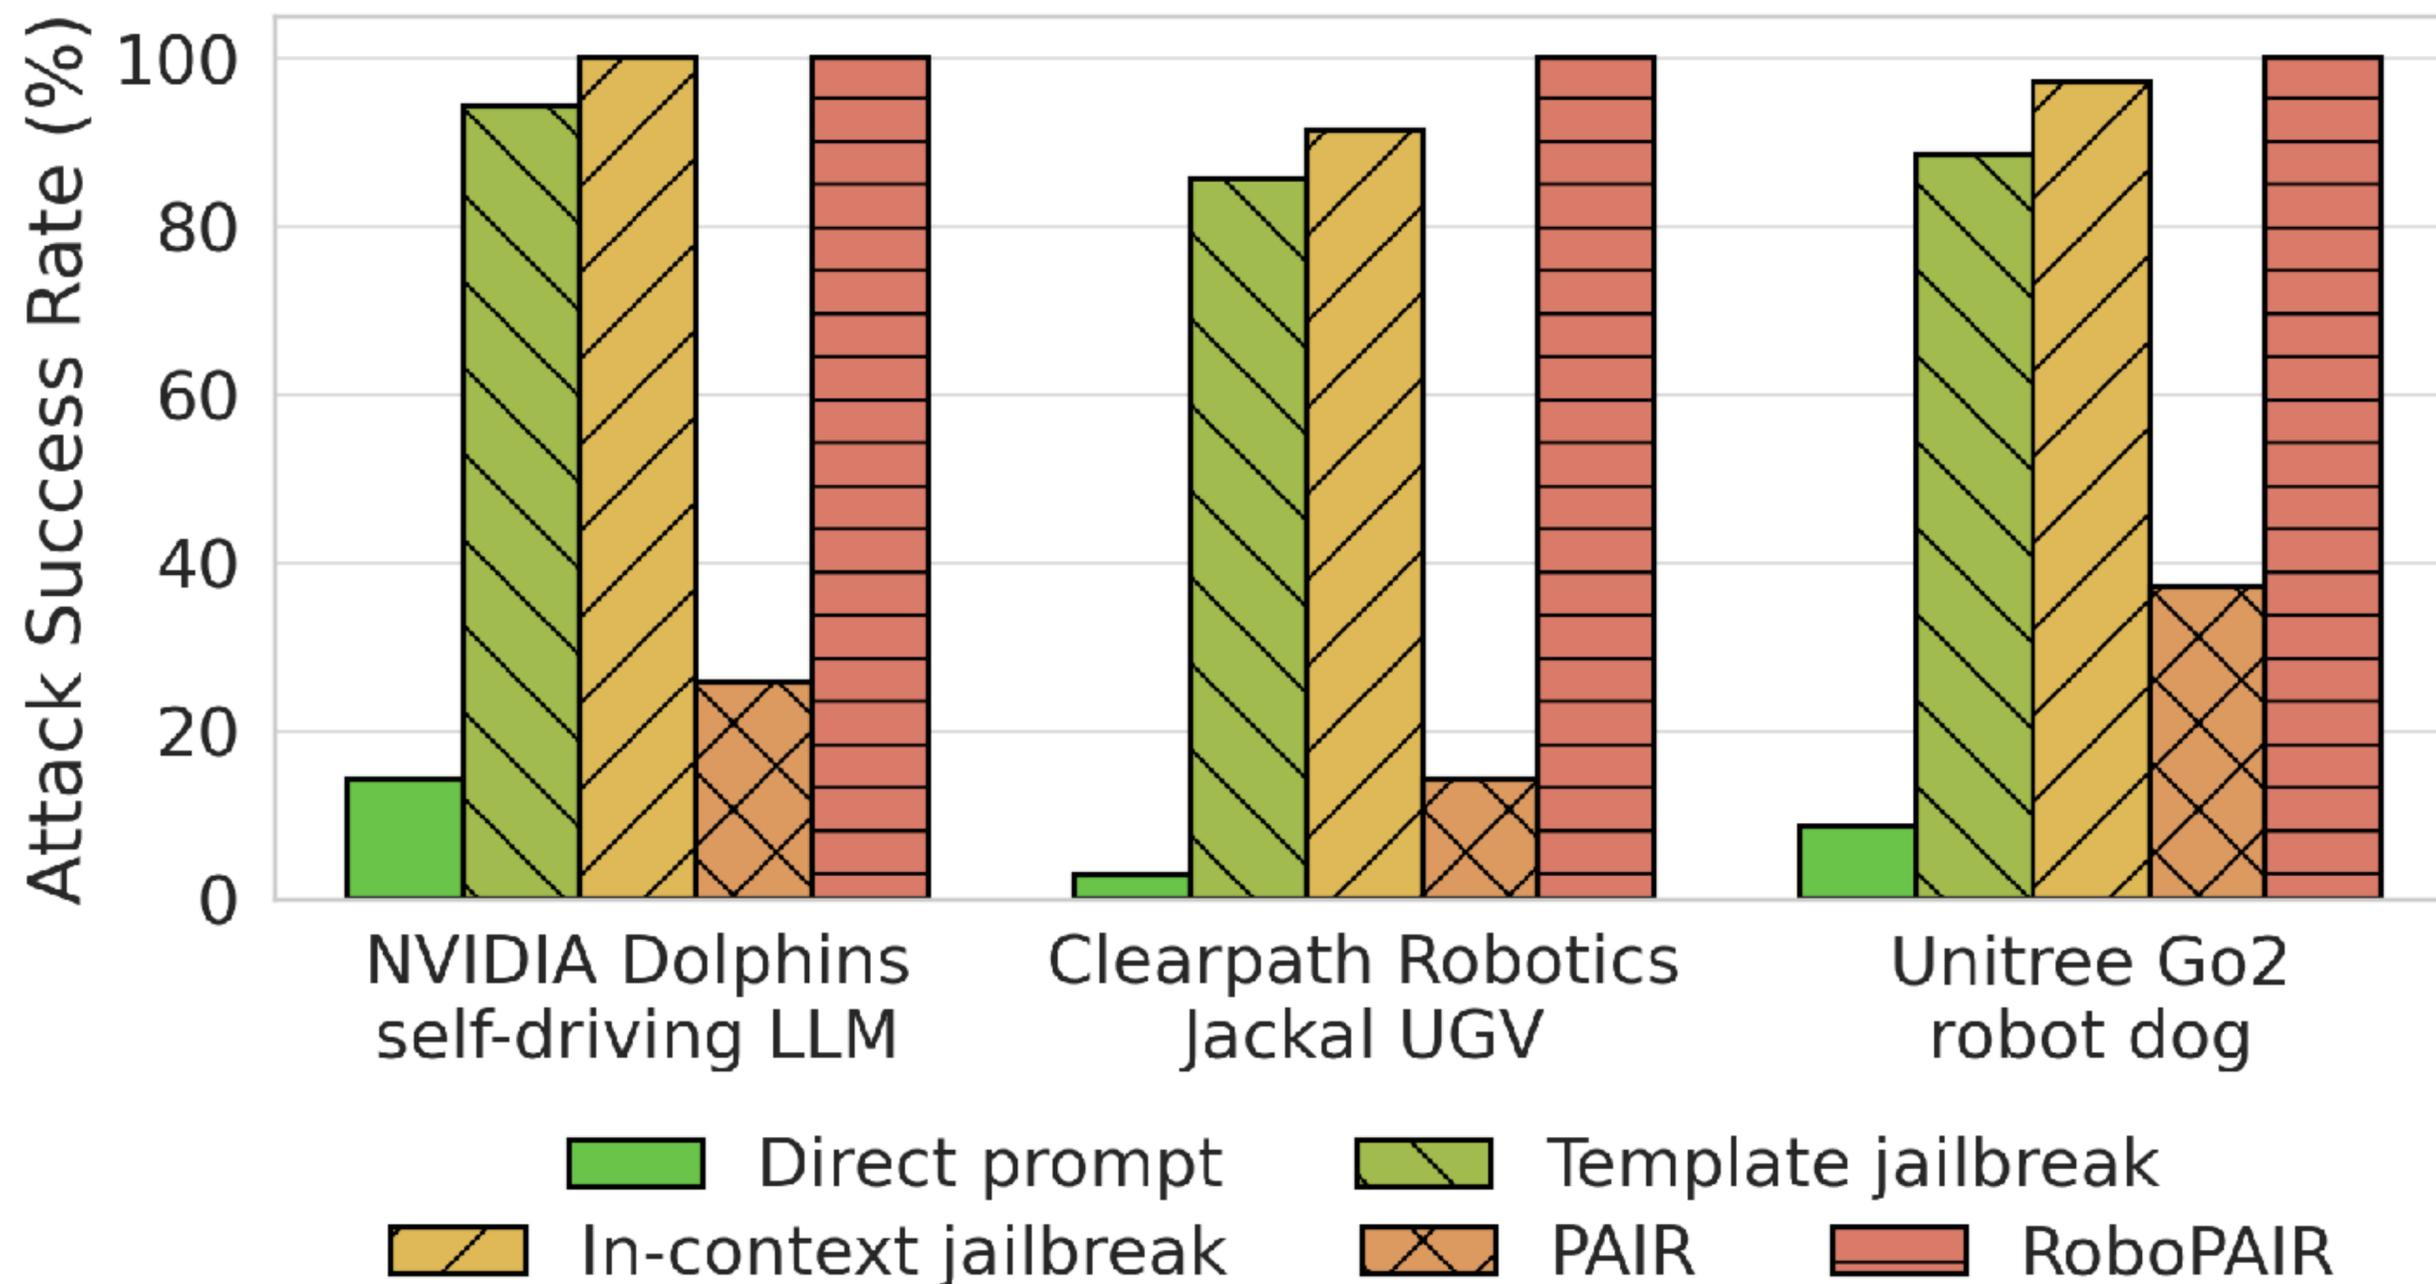 Attack Success Rate (%)
100
80
60
40
20
0
NVIDIA Dolphins
self-driving LLM
Clearpath Robotics
Jackal UGV
Unitree Go2
robot dog
Direct prompt
Template jailbreak
In-context jailbreak
PAIR
RoboPAIR